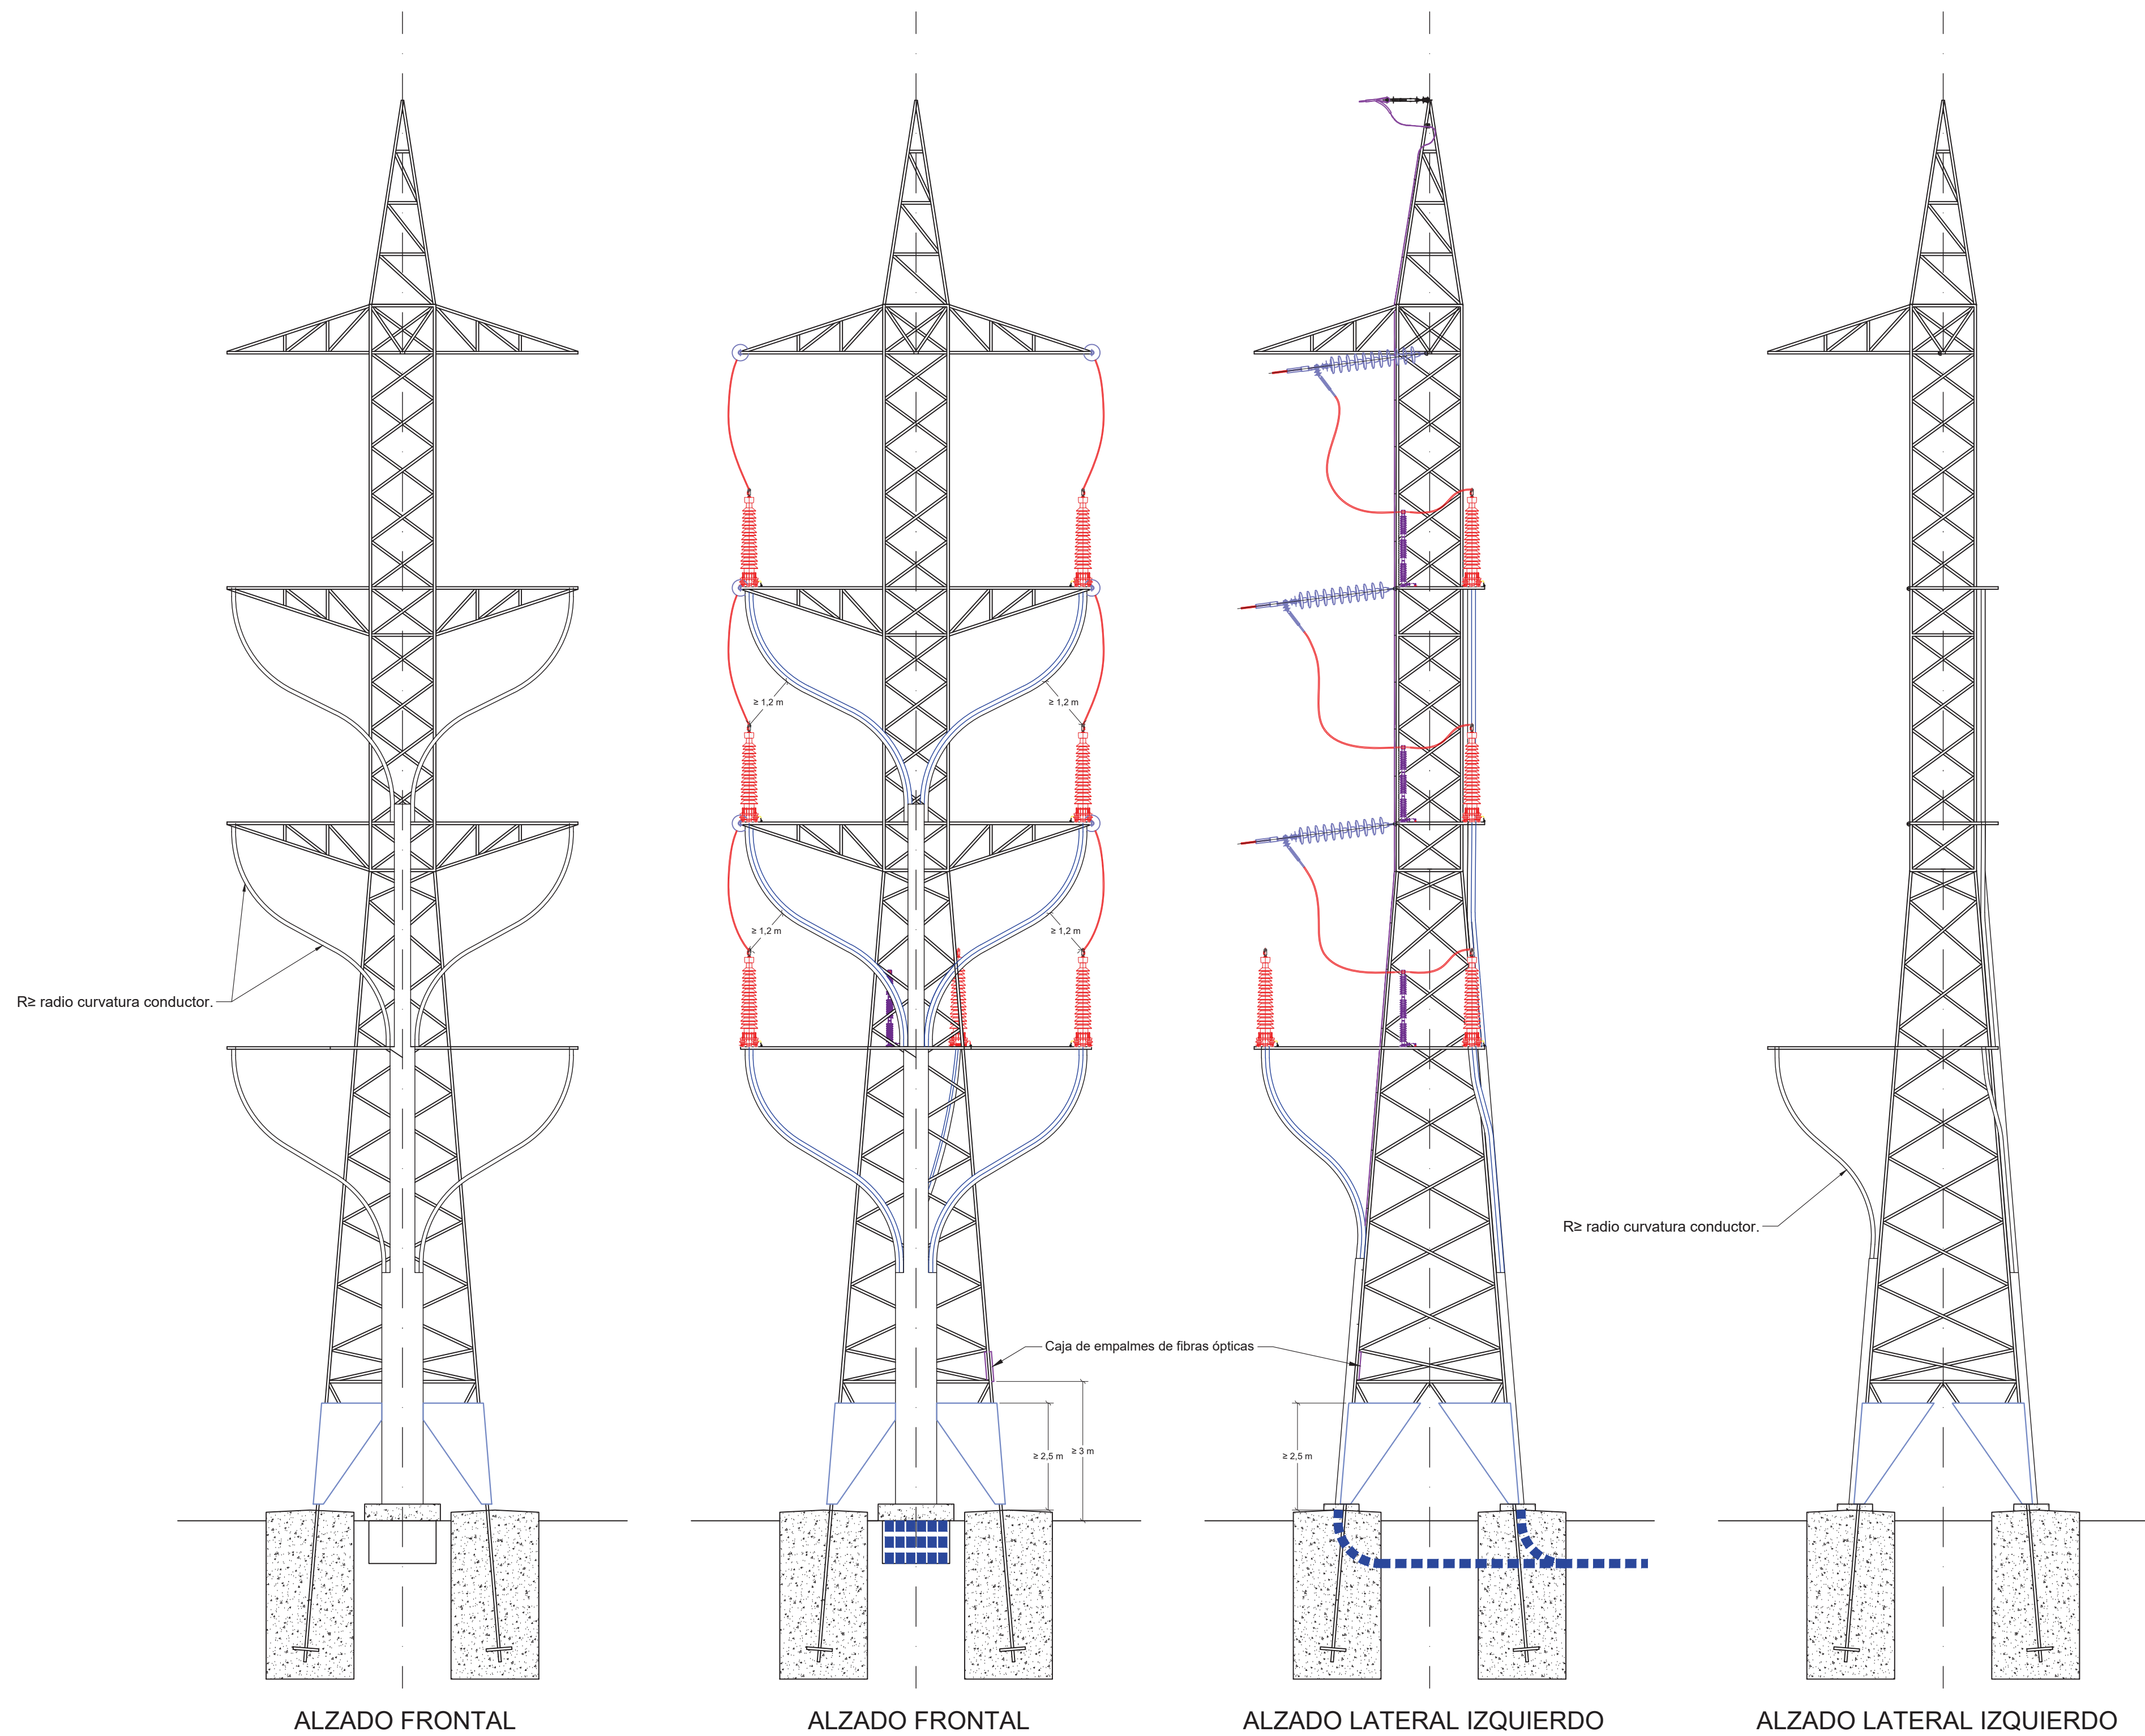 ≥ 1,2 m
≥ 1,2 m
≥ 1,2 m
≥ 1,2 m
R≥ radio curvatura conductor.
R≥ radio curvatura conductor.
Caja de empalmes de fibras ópticas
≥ 2,5 m
≥ 3 m
≥ 2,5 m
ALZADO FRONTAL
ALZADO FRONTAL
ALZADO LATERAL IZQUIERDO
ALZADO LATERAL IZQUIERDO